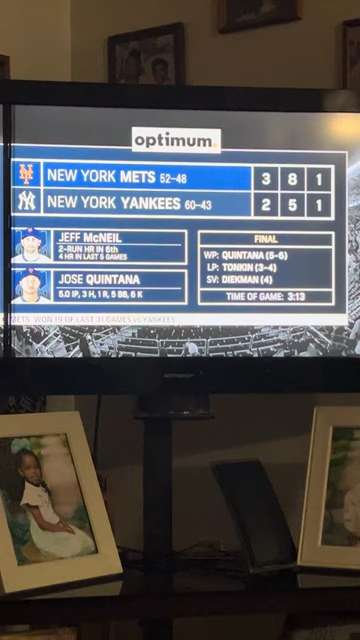 optimum.
NEW YORK METS 52-48 3 8 1
NEW YORK YANKEES 60-43 2 5 1
JEFF McNEIL
2-RUN HR IN 6th
4 HR IN LAST 5 GAMES
JOSE QUINTANA
5.0 IP, 3 H, 1 R, 5 BB, 6 K
FINAL
WP: QUINTANA (5-6)
LP: TONKIN (3-4)
SV: DIEKMAN (4)
TIME OF GAME: 3:13
METS: WON 19 OF LAST 31 GAMES vs YANKEES